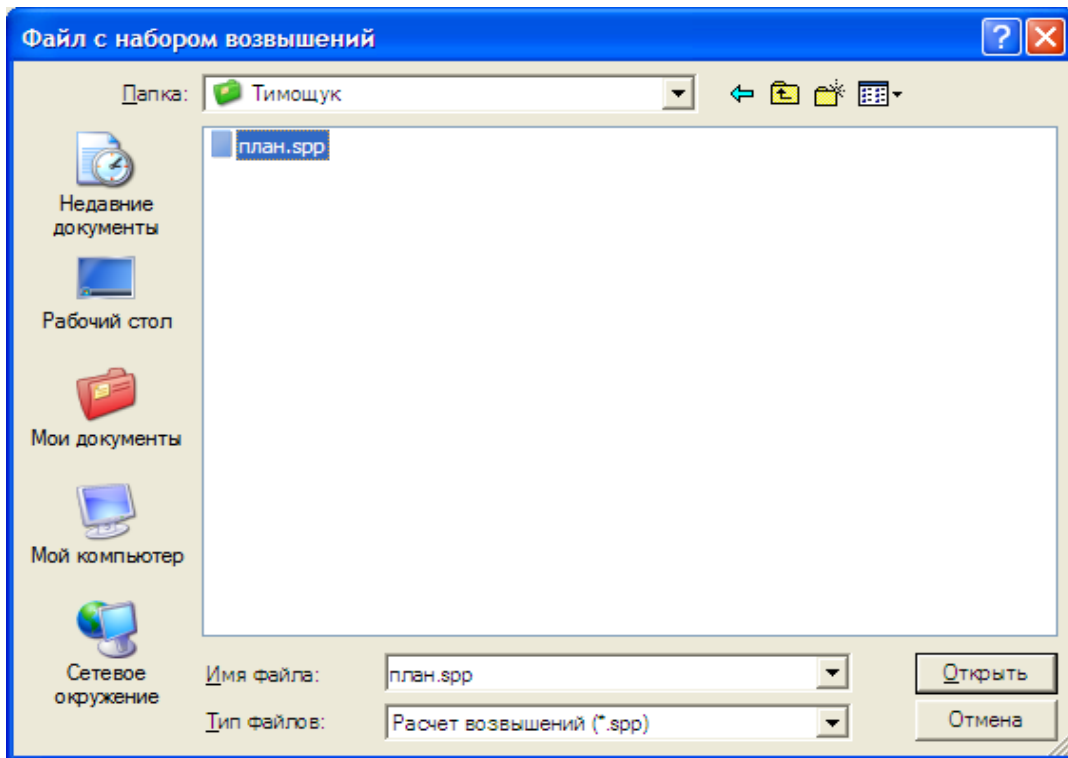 Файл с набором возвышений
Папка:
Тимощук
план.spp
Недавние
документы
Рабочий стол
Мои документы
Мой компьютер
Сетевое
окружение
Имя файла:
план.spp
Открыть
Тип файлов:
Расчет возвышений (*.spp)
Отмена